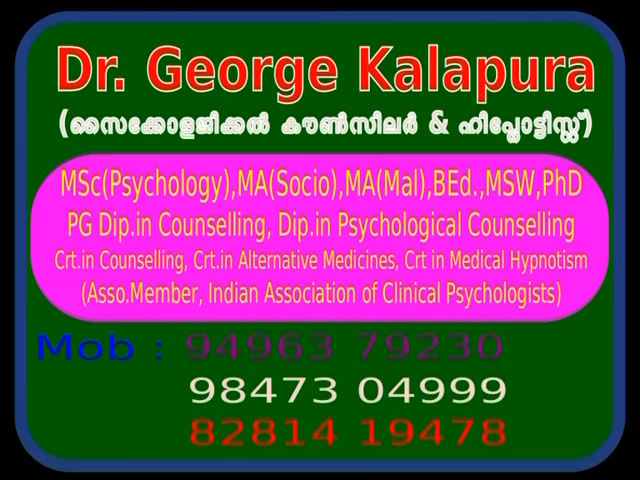 Dr. George Kalapura
(സൈക്കോളജിക്കൽ കൗൺസിലർ & ഹിപ്നോട്ടിസ്റ്റ്)
MSc(Psychology),MA(Socio),MA(Mal),BEd.,MSW,PhD
PG Dip.in Counselling, Dip.in Psychological Counselling
Crt.in Counselling, Crt.in Alternative Medicines, Crt in Medical Hypnotism
(Asso.Member, Indian Association of Clinical Psychologists)
Mob : 94963 79230
98473 04999
82814 19478